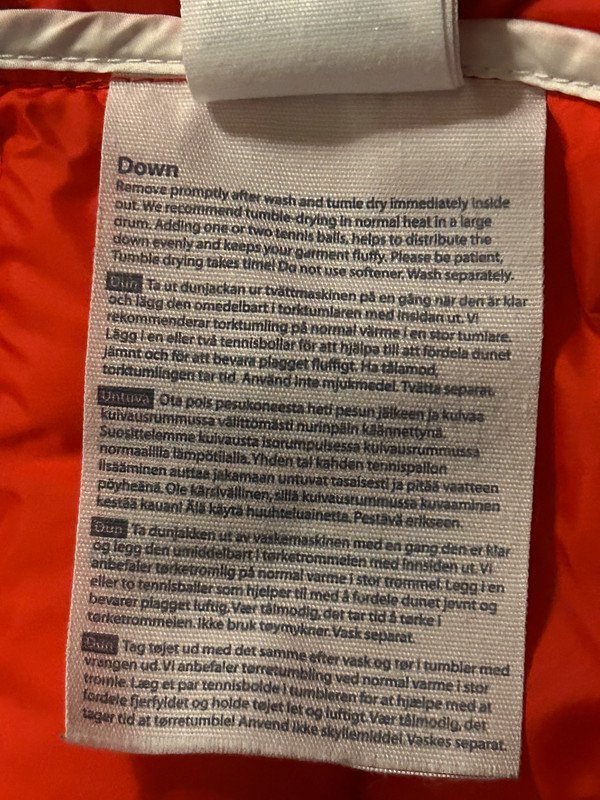 Down
Remove promptly after wash and tumle dry immediately inside
out. We recommend tumble-drying in normal heat in a large
drum. Adding one or two tennis balls, helps to distribute the
down evenly and keeps your garment fluffy. Please be patient,
Tumble drying takes time! Do not use softener. Wash separately.
Dun Ta ut dunjackan ur tvättmaskinen på en gång när den är klar
och lägg den omedelbart i torktumlaren med insidan ut. Vi
rekommenderar torktumling på normal värme i en stor tumlare.
Lägg i en eller två tennisbollar för att hjälpa till att fördela dunet
jämnt och för att bevara plagget fluffigt. Ha tålamod,
torktumlingen tar tid. Använd inte mjukmedel. Tvätta separat.
Untuva Ota pois pesukoneesta heti pesun jälkeen ja kuivaa
kuivausrummussa välittömästi nurinpäin käännettynä.
Suosittelemme kuivausta isorumpuisessa kuivausrummussa
normaalilla lämpötilalla. Yhden tai kahden tennispallon
lisääminen auttaa jakamaan untuvat tasaisesti ja pitää vaatteen
pöyheänä. Ole kärsivällinen, sillä kuivausrummussa kuvaaminen
kestää kauan! Älä käytä huuhteluainetta. Pestävä erikseen.
Dun Ta dunjakken ut av vaskemaskinen med en gang den er klar
og legg den umiddelbart i tørketrommelen med innsiden ut. Vi
anbefaler tørketromlig på normal varme i stor trommel. Legg i en
eller to tennisballer som hjelper til med å fordele dunet jevnt og
bevarer plagget luftig. Vær tålmodig, det tar tid å tørke i
tørketrommelen. Ikke bruk tøymykner. Vask separat.
Dun Tag tøjet ud med det samme efter vask og tør i tumbler med
vrangen ud. Vi anbefaler tørretumbling ved normal varme i stor
tromle. Læg et par tennisbolde i tumbleren for at hjælpe med at
fordele fjerfyldet og holde tøjet let og luftigt. Vær tålmodig, det
tager tid at tørretumble! Anvend ikke skyllemiddel. Vaskes separat.